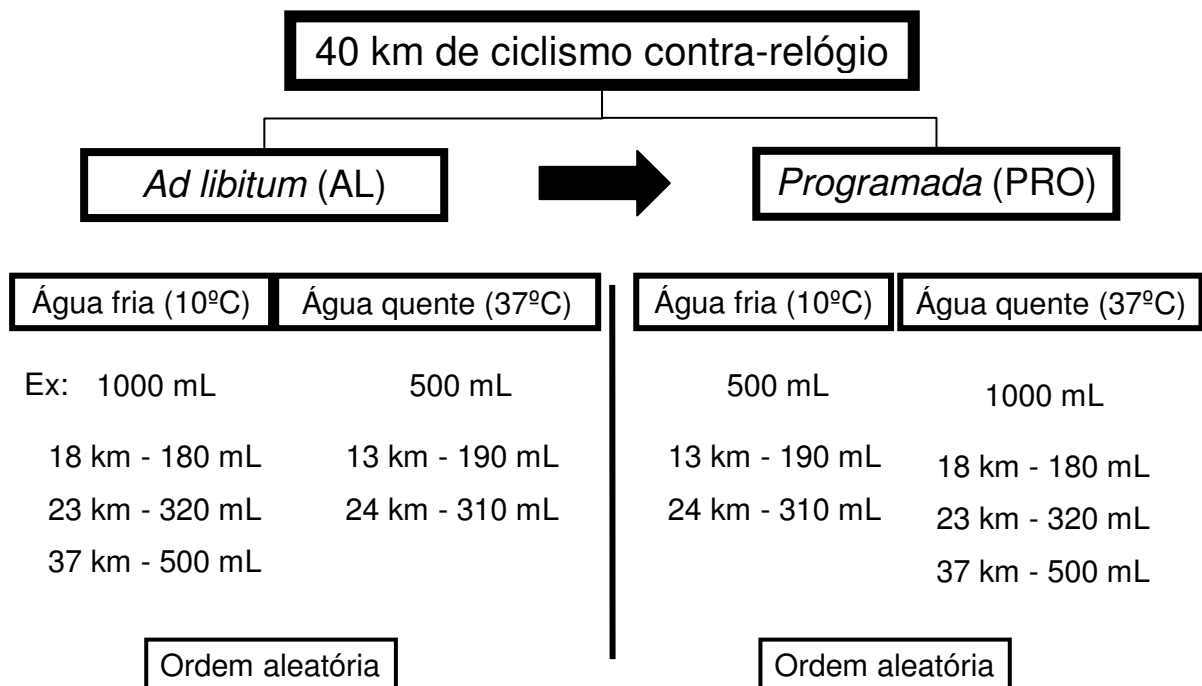 40 km de ciclismo contra-relógio
Ad libitum (AL)
Programada (PRO)
Água fria (10ºC)
Água quente (37ºC)
Ex: 1000 mL
500 mL
18 km - 180 mL
13 km - 190 mL
23 km - 320 mL
24 km - 310 mL
37 km - 500 mL
Ordem aleatória
Água fria (10ºC)
Água quente (37ºC)
500 mL
1000 mL
13 km - 190 mL
18 km - 180 mL
24 km - 310 mL
23 km - 320 mL
37 km - 500 mL
Ordem aleatória